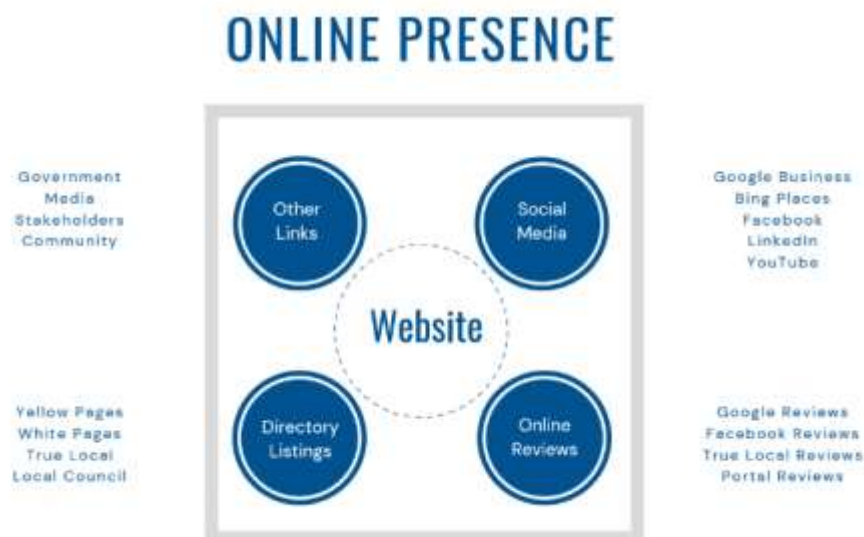 ONLINE PRESENCE
Government
Media
Stakeholders
Community
Other
Links
Social
Media
Google Business
Bing Places
Facebook
LinkedIn
YouTube
Website
Yellow Pages
White Pages
True Local
Local Council
Directory
Listings
Online
Reviews
Google Reviews
Facebook Reviews
True Local Reviews
Portal Reviews